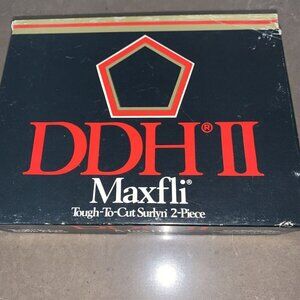 DDH® II
Maxfli®
Tough-To-Cut Surlyn® 2-Piece